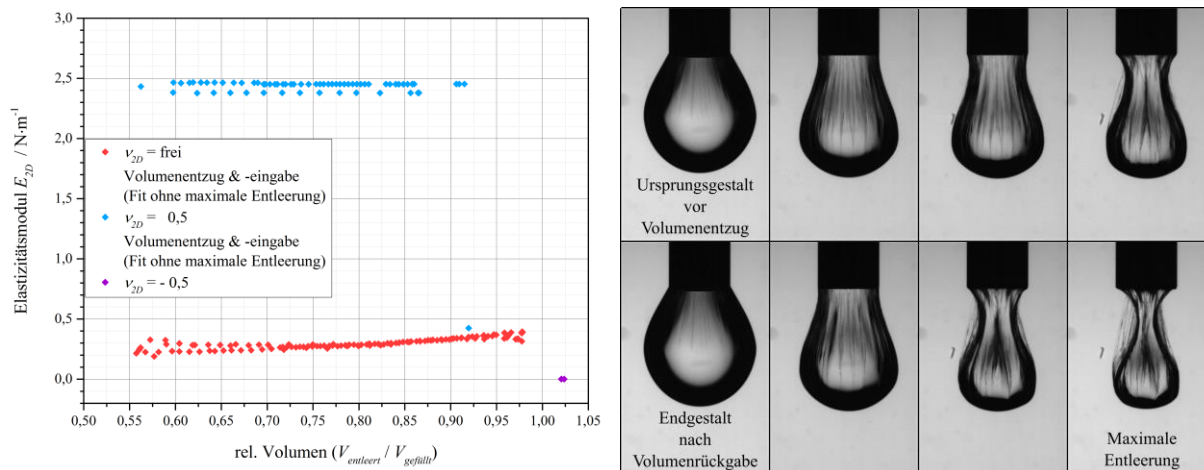 3,0
2,5
2,0
1,5
1,0
0,5
0,0
Elastizitätsmodul E2D / N·m-1
ν2D = frei
Volumenentzug & -eingabe
(Fit ohne maximale Entleerung)
ν2D = 0,5
Volumenentzug & -eingabe
(Fit ohne maximale Entleerung)
ν2D = - 0,5
0,50 0,55 0,60 0,65 0,70 0,75 0,80 0,85 0,90 0,95 1,00 1,05
rel. Volumen (Ventleert / Vgefüllt)
Ursprungsgestalt
vor
Volumenentzug
Endgestalt
nach
Volumenrückgabe
Maximale
Entleerung